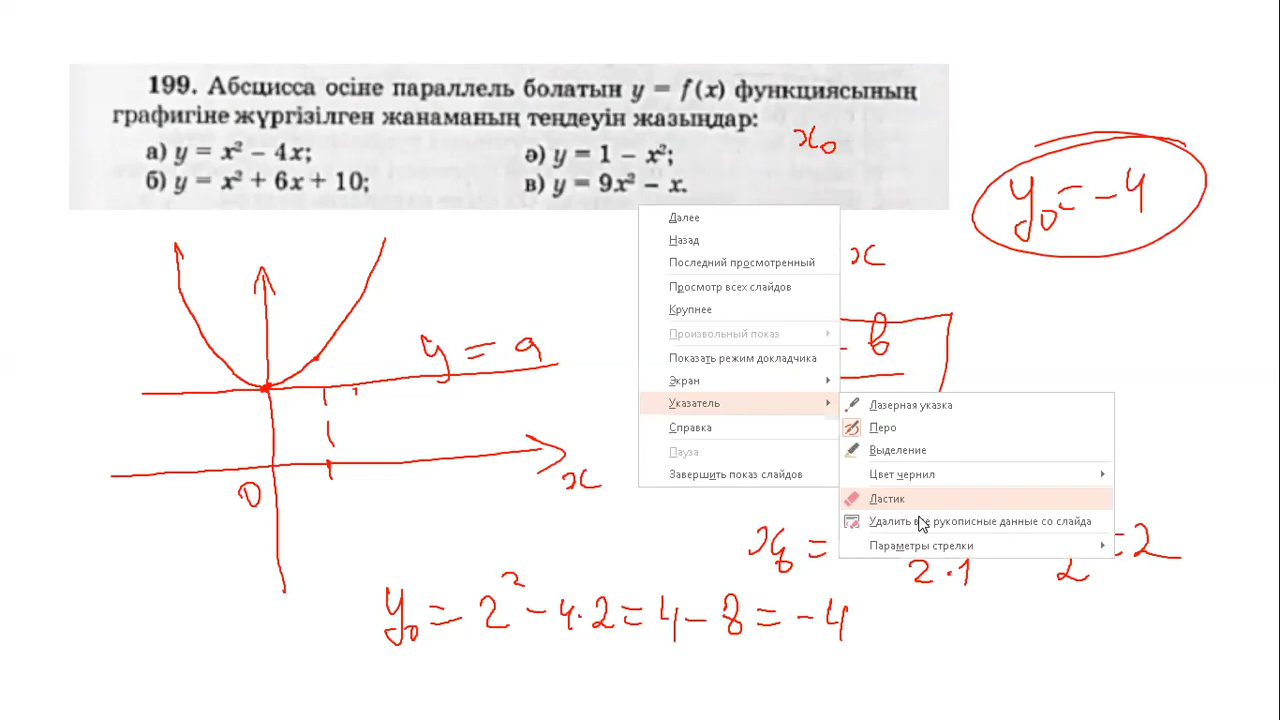 199. Абсцисса осіне параллель болатын y = f(x) функциясының
графигіне жүргізілген жанаманың теңдеуін жазыңдар:
а) y = x² – 4x; ә) y = 1 – x²;
б) y = x² + 6x + 10; в) y = 9x² – x.
x₀
y₀ = -4
x
- b
y = a
0
x
Далее
Назад
Последний просмотренный
Просмотр всех слайдов
Крупнее
Произвольный показ
Показать режим докладчика
Экран
Указатель
Справка
Пауза
Завершить показ слайдов
Лазерная указка
Перо
Выделение
Цвет чернил
Ластик
Удалить все рукописные данные со слайда
Параметры стрелки
= 2
2·1 2
y₀ = 2² - 4·2 = 4 - 8 = -4